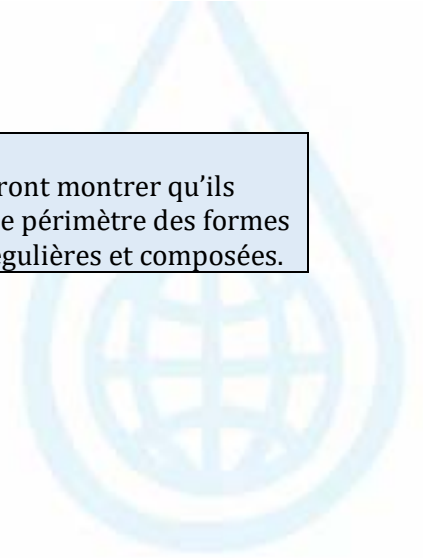 ront montrer qu'ils
e périmètre des formes
égulières et composées.